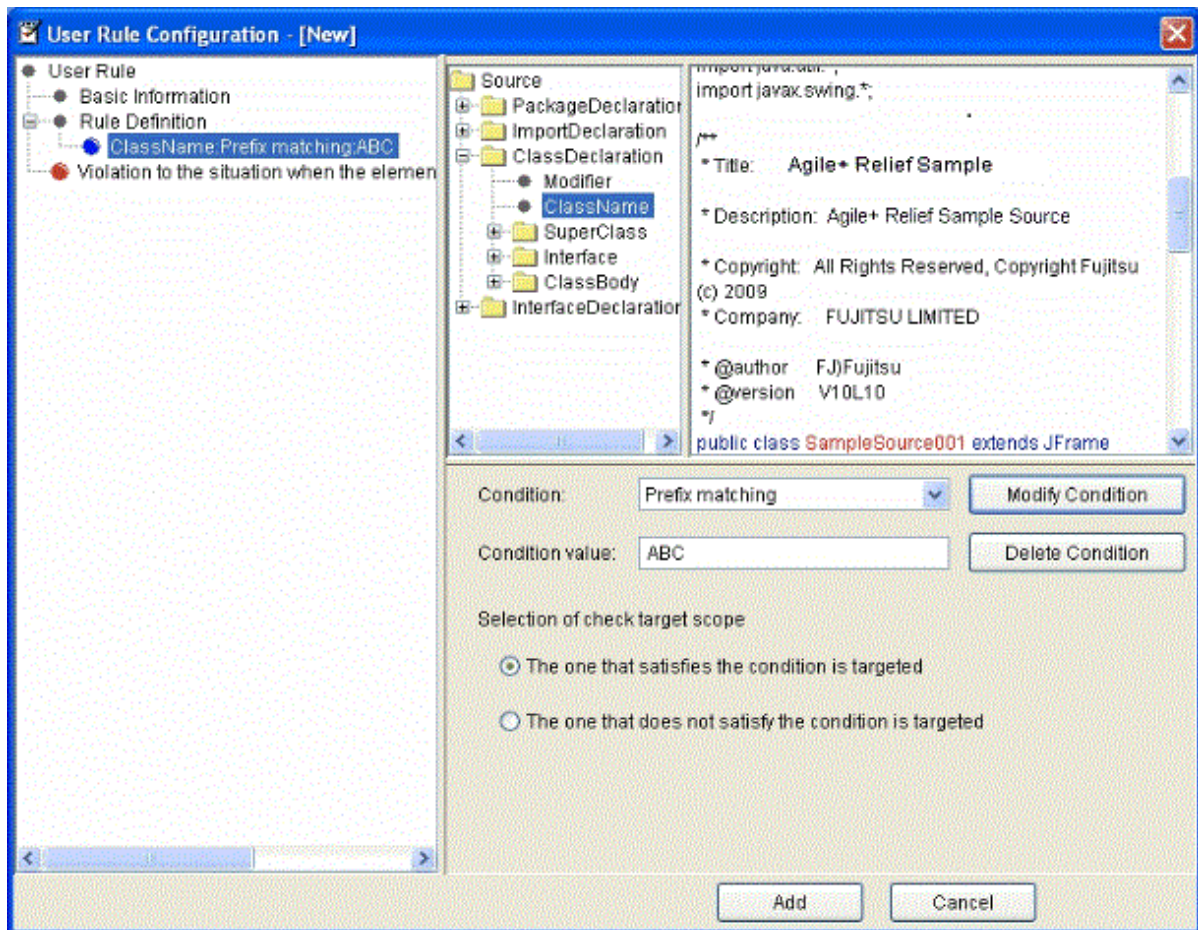 User Rule Configuration - [New]
User Rule
Basic Information
Rule Definition
ClassName:Prefix matching:ABC
Violation to the situation when the elemen
Source
PackageDeclaration
ImportDeclaration
ClassDeclaration
Modifier
ClassName
SuperClass
Interface
ClassBody
InterfaceDeclaration
import java.util.*;
import javax.swing.*;
/**
* Title: Agile+ Relief Sample
* Description: Agile+ Relief Sample Source
* Copyright: All Rights Reserved, Copyright Fujitsu
(c) 2009
* Company: FUJITSU LIMITED
* @author FJ)Fujitsu
* @version V10L10
*/
public class SampleSource001 extends JFrame
Condition: Prefix matching Modify Condition
Condition value: ABC Delete Condition
Selection of check target scope
The one that satisfies the condition is targeted
The one that does not satisfy the condition is targeted
Add Cancel